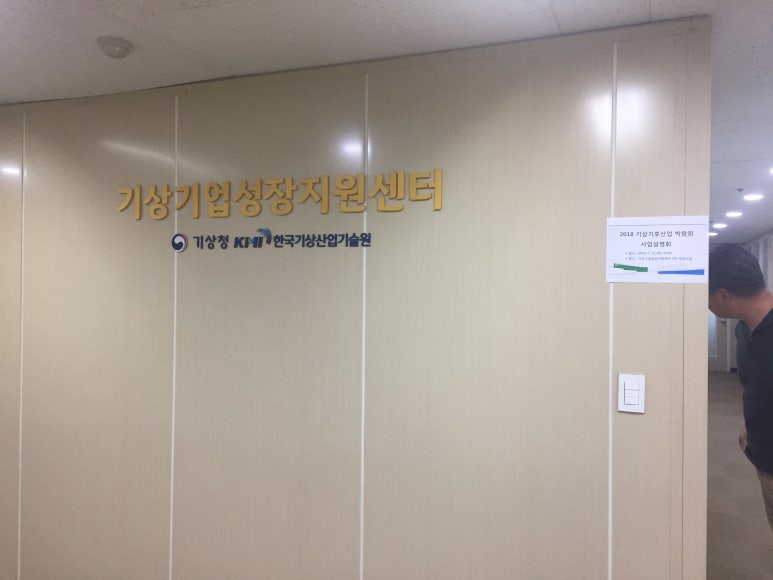 기상기업성장지원센터
기상청 KMI 한국기상산업기술원
2018 기상기후산업 박람회
사업설명회